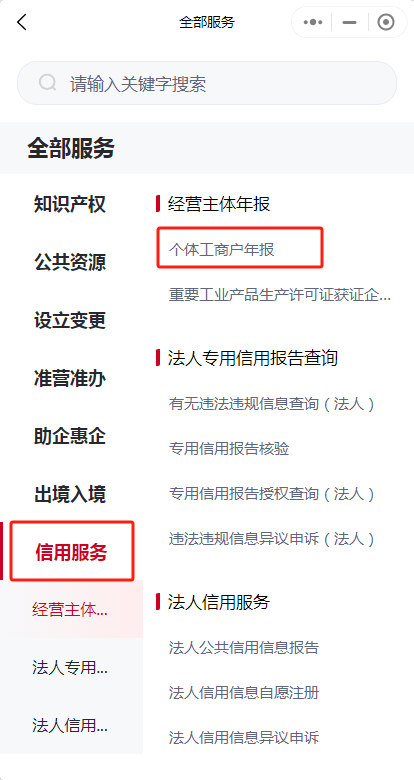 全部服务
请输入关键字搜索
全部服务
知识产权
公共资源
设立变更
准营准办
助企惠企
出境入境
信用服务
经营主体...
法人专用...
法人信用...
经营主体年报
个体工商户年报
重要工业产品生产许可证获证企...
法人专用信用报告查询
有无违法违规信息查询（法人）
专用信用报告核验
专用信用报告授权查询（法人）
违法违规信息异议申诉（法人）
法人信用服务
法人公共信用信息报告
法人信用信息自愿注册
法人信用信息异议申诉